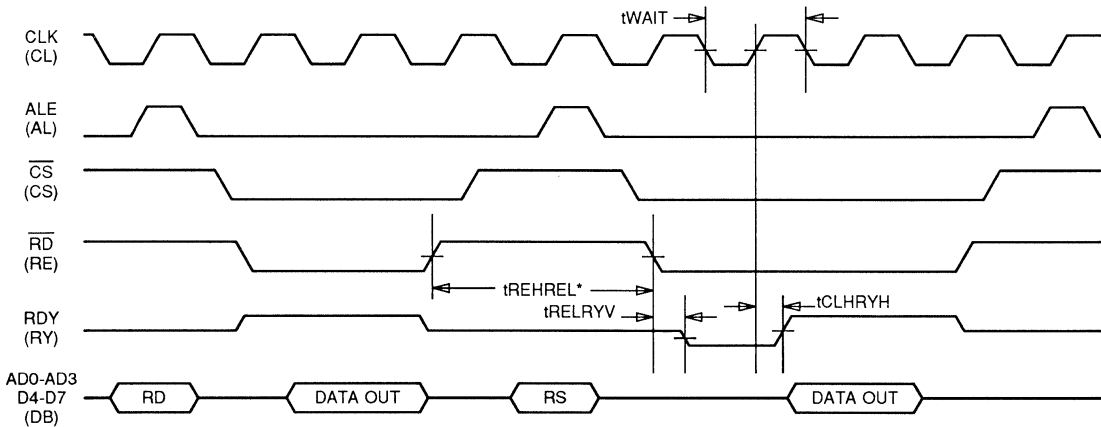 tWAIT
CLK
(CL)
ALE
(AL)
CS
(CS)
RD
(RE)
tREHREL*
tRELRYV
tCLHRYH
RDY
(RY)
AD0-AD3
D4-D7
(DB)
RD
DATA OUT
RS
DATA OUT